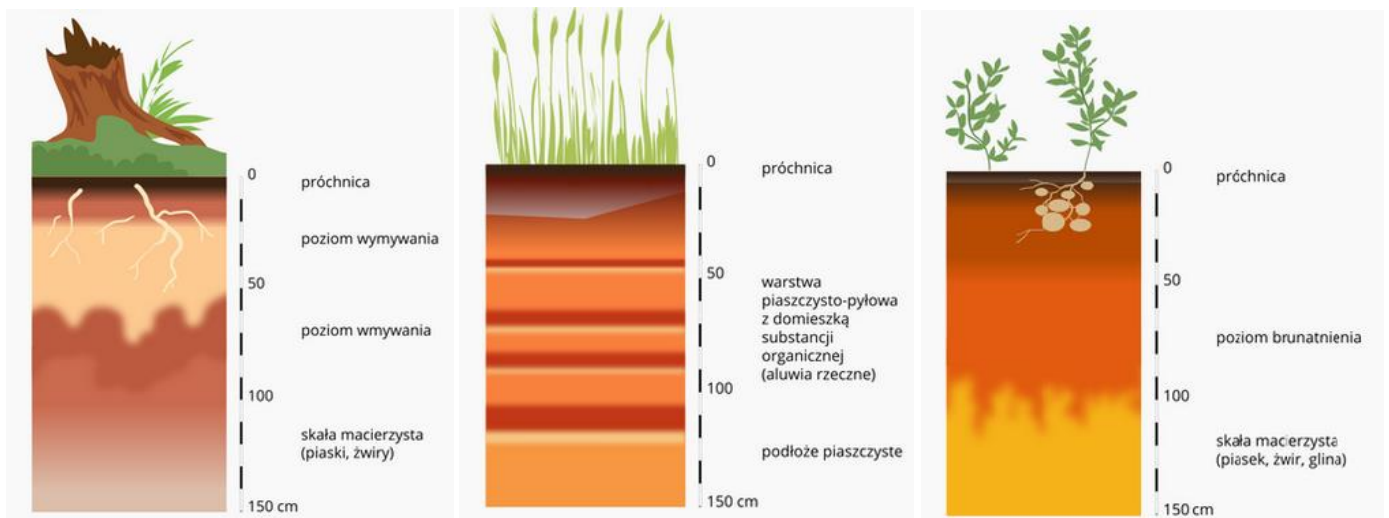 0
próchnica
poziom wymywania
50
poziom wmywania
100
skała macierzysta
(piaski, żwiry)
150 cm
0
próchnica
50
warstwa
piaszczysto-pyłowa
z domieszką
substancji
organicznej
(aluwia rzeczne)
100
podłoże piaszczyste
150 cm
0
próchnica
50
poziom brunatnienia
100
skała macierzysta
(piasek, żwir, glina)
150 cm